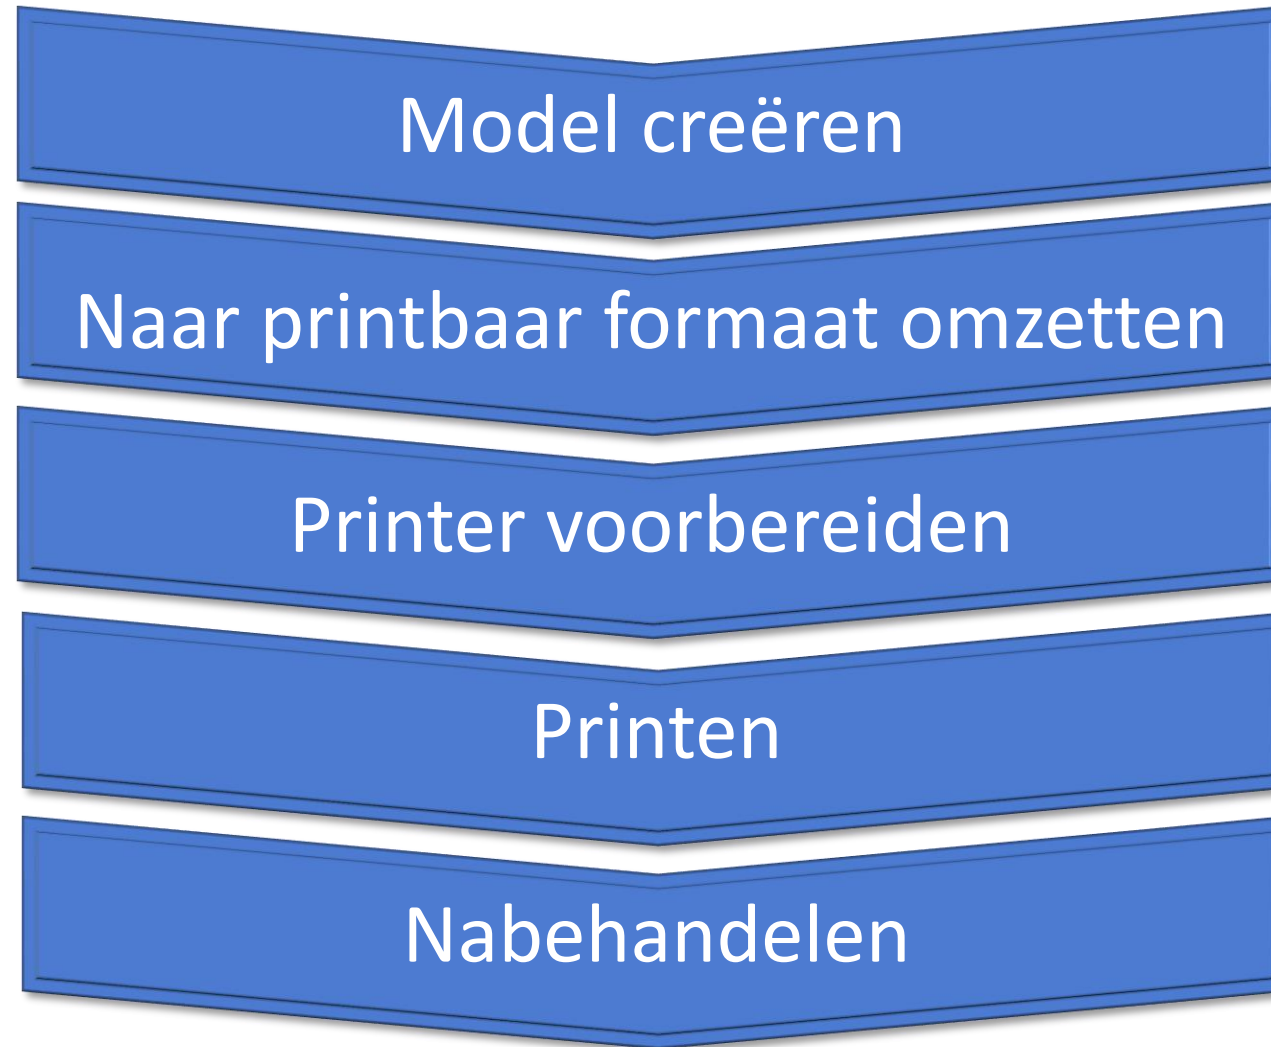 Model creëren
Naar printbaar formaat omzetten
Printer voorbereiden
Printen
Nabehandelen